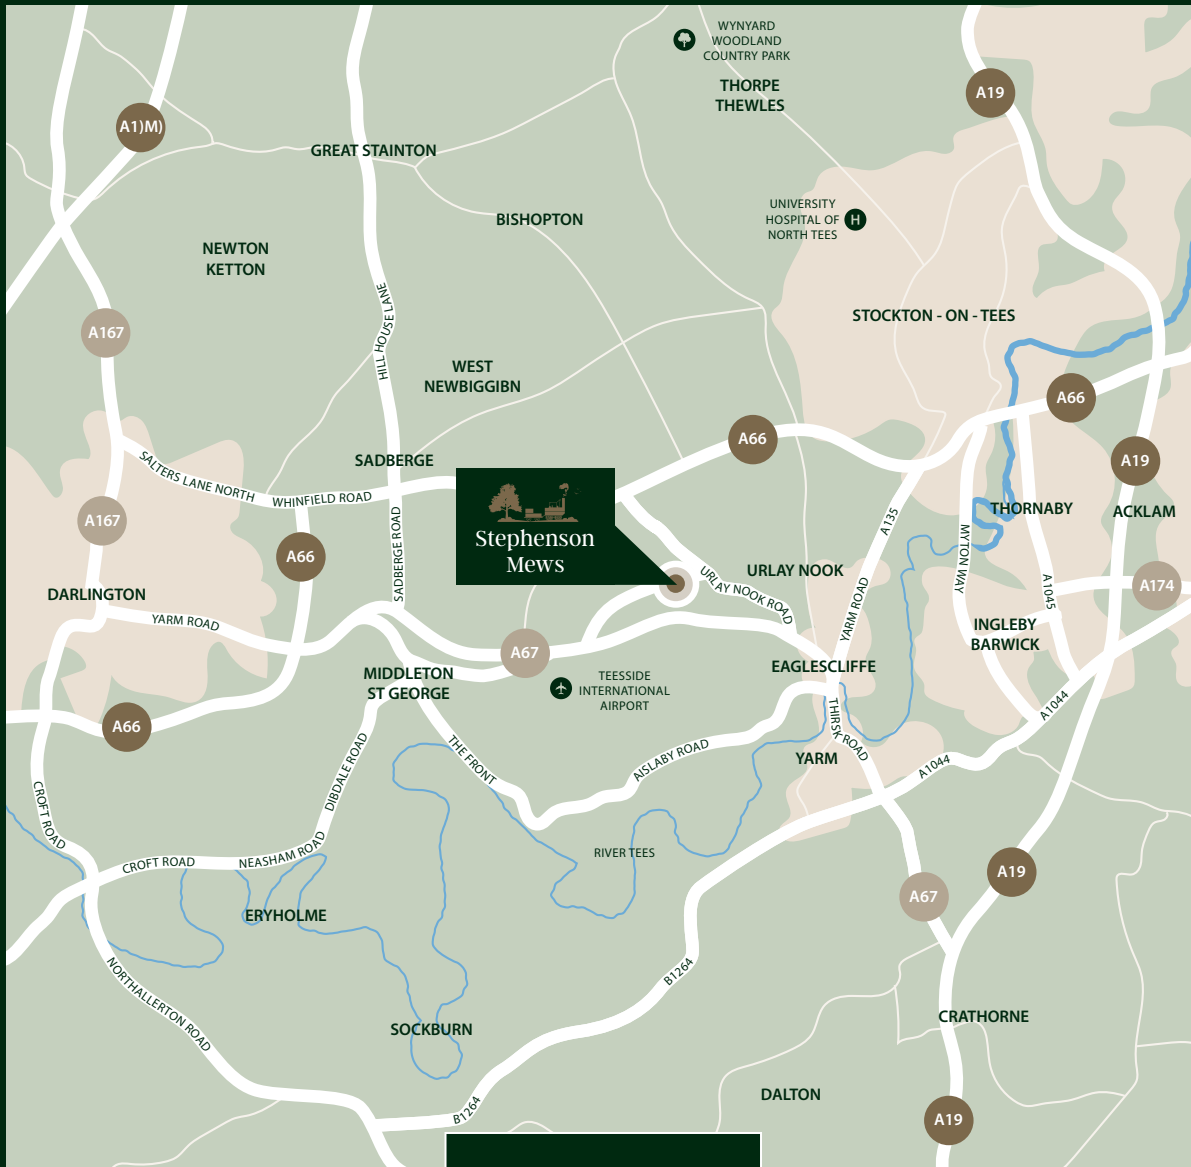 WYNYARD
WOODLAND
COUNTRY PARK
THORPE
THEWLES
A19
A1)M)
GREAT STAINTON
BISHOPTON
UNIVERSITY
HOSPITAL OF
NORTH TEES
H
NEWTON
KETTON
HILL HOUSE LANE
STOCKTON - ON - TEES
A167
WEST
NEWBIGGIBN
A66
A66
SADBERGE
A19
SALTERS LANE NORTH
WHINFIELD ROAD
SADBERGE ROAD
A167
A66
Stephenson
Mews
A135
THORNABY
ACKLAM
MYTON WAY
A1045
A174
URLAY NOOK
URLAY NOOK ROAD
YARM ROAD
DARLINGTON
YARM ROAD
INGLEBY
BARWICK
A67
EAGLESCLIFFE
MIDDLETON
ST GEORGE
TEESSIDE
INTERNATIONAL
AIRPORT
A66
THIRSK ROAD
A1044
DIBDALE ROAD
THE FRONT
AISLABY ROAD
YARM
A1044
CROFT ROAD
CROFT ROAD
NEASHAM ROAD
RIVER TEES
A19
A67
ERYHOLME
NORTHALLERTON ROAD
B1264
SOCKBURN
CRATHORNE
DALTON
B1264
A19